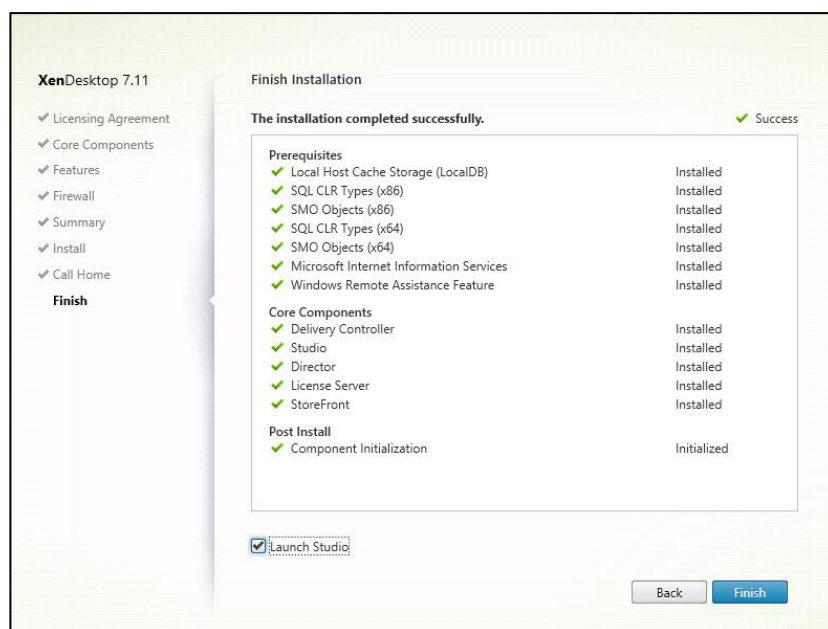 XenDesktop 7.11
Licensing Agreement
Core Components
Features
Firewall
Summary
Install
Call Home
Finish
Finish Installation
The installation completed successfully. Success
Prerequisites
Local Host Cache Storage (LocalDB) Installed
SQL CLR Types (x86) Installed
SMO Objects (x86) Installed
SQL CLR Types (x64) Installed
SMO Objects (x64) Installed
Microsoft Internet Information Services Installed
Windows Remote Assistance Feature Installed
Core Components
Delivery Controller Installed
Studio Installed
Director Installed
License Server Installed
StoreFront Installed
Post Install
Component Initialization Initialized
Launch Studio
Back Finish